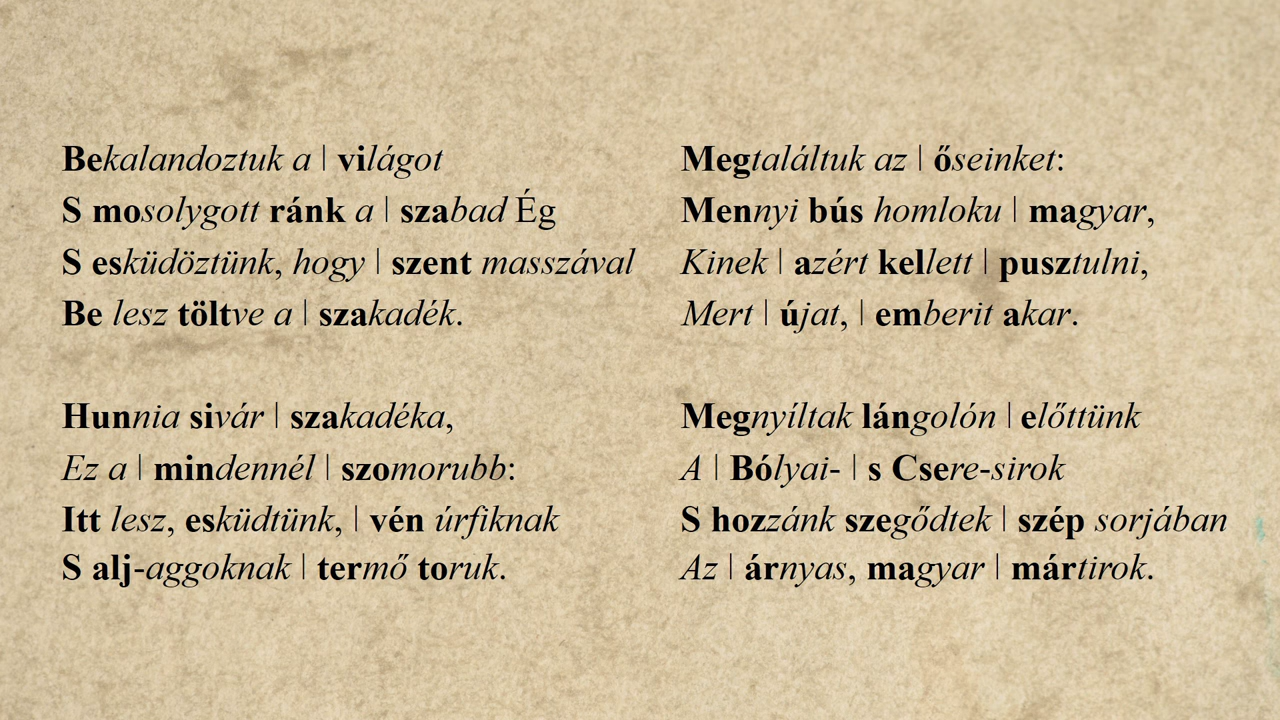 Bekalandoztuk a | világot
S mosolygott ránk a | szabad Ég
S esküdöztünk, hogy | szent masszával
Be lesz töltve a | szakadék.
Hunnia sivár | szakadéka,
Ez a | mindennél | szomorubb:
Itt lesz, esküdtünk, | vén úrfiknak
S alj-aggoknak | termő toruk.
Megtaláltuk az | őseinket:
Mennyi bús homloku | magyar,
Kinek | azért kellett | pusztulni,
Mert | újat, | emberit akar.
Megnyíltak lángolón | előttünk
A | Bólyai- | s Csere-sirok
S hozzánk szegődtek | szép sorjában
Az | árnyas, magyar | mártirok.